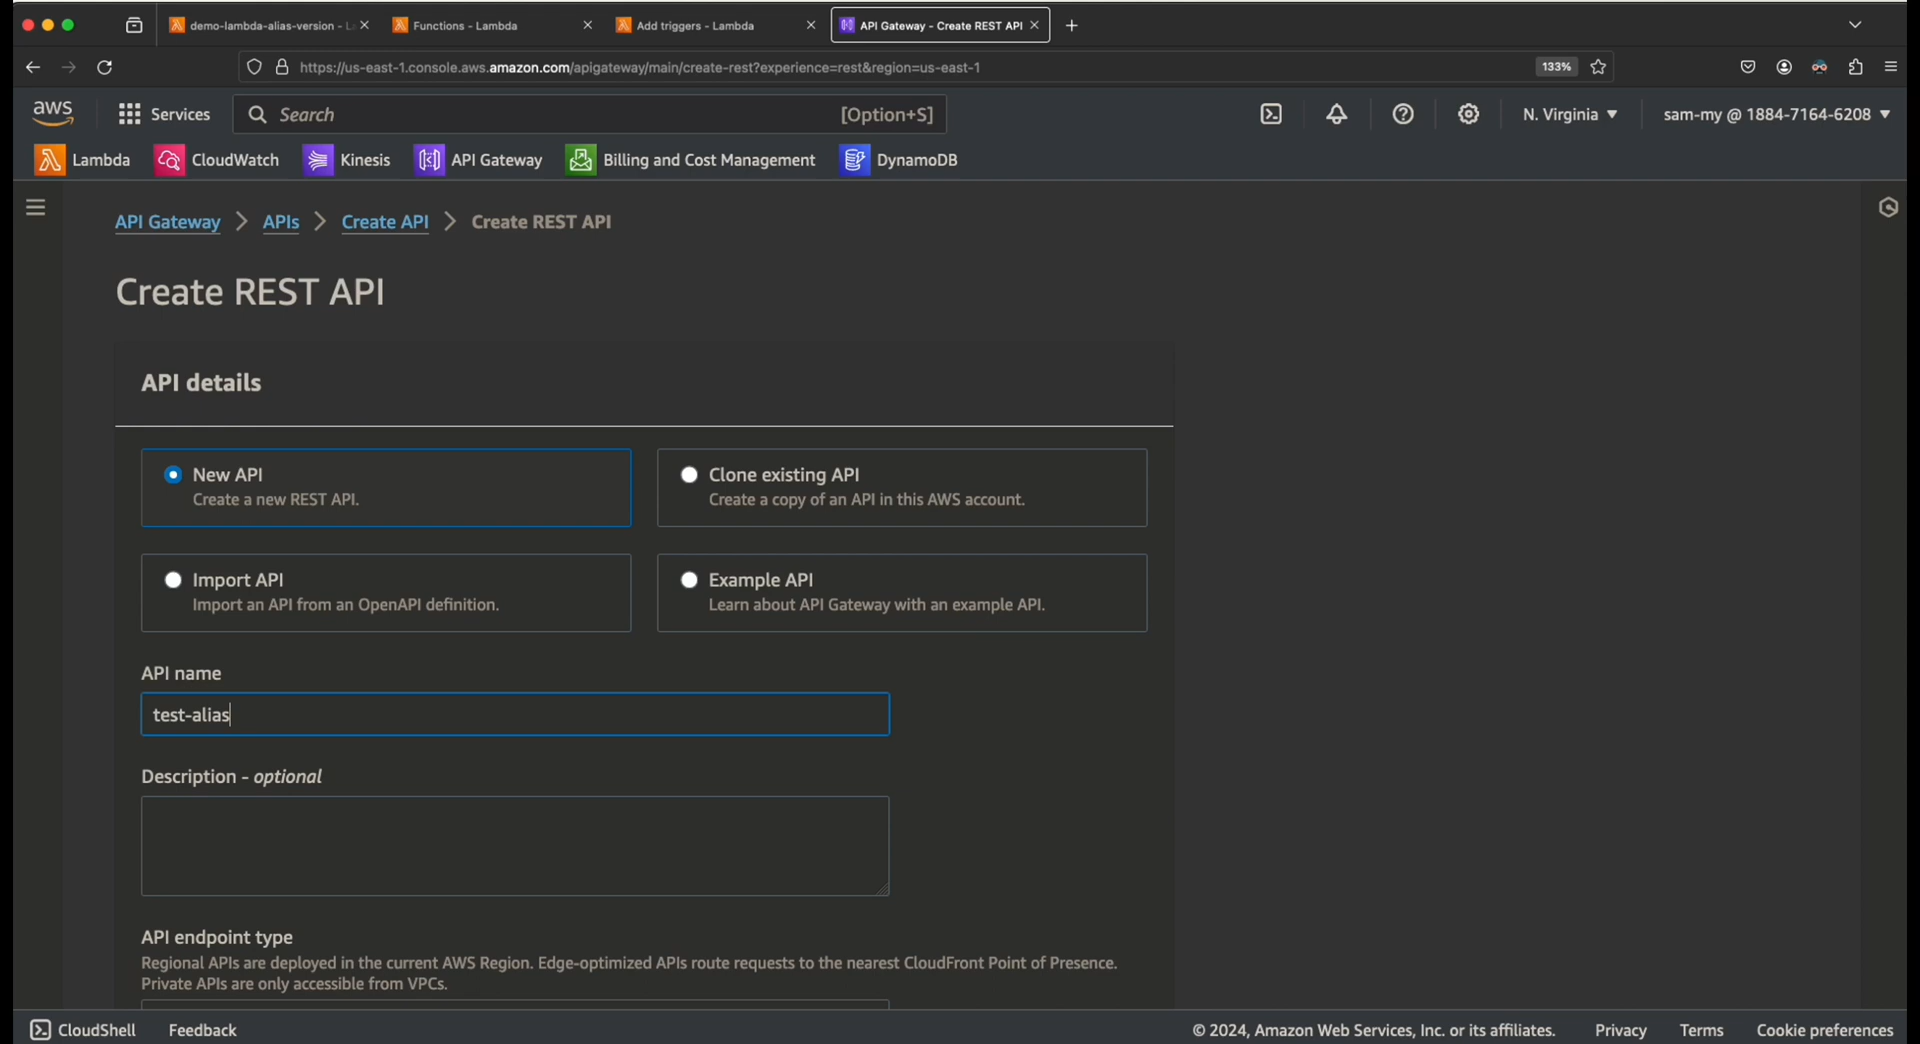 demo-lambda-alias-version - L
Functions - Lambda
Add triggers - Lambda
API Gateway - Create REST API
https://us-east-1.console.aws.amazon.com/apigateway/main/create-rest?experience=rest&region=us-east-1
133%
aws
Services
Search
[Option+S]
N. Virginia
sam-my @ 1884-7164-6208
Lambda
CloudWatch
Kinesis
API Gateway
Billing and Cost Management
DynamoDB
API Gateway
APIs
Create API
Create REST API
Create REST API
API details
New API
Create a new REST API.
Clone existing API
Create a copy of an API in this AWS account.
Import API
Import an API from an OpenAPI definition.
Example API
Learn about API Gateway with an example API.
API name
test-alias
Description - optional
API endpoint type
Regional APIs are deployed in the current AWS Region. Edge-optimized APIs route requests to the nearest CloudFront Point of Presence.
Private APIs are only accessible from VPCs.
CloudShell
Feedback
© 2024, Amazon Web Services, Inc. or its affiliates.
Privacy
Terms
Cookie preferences